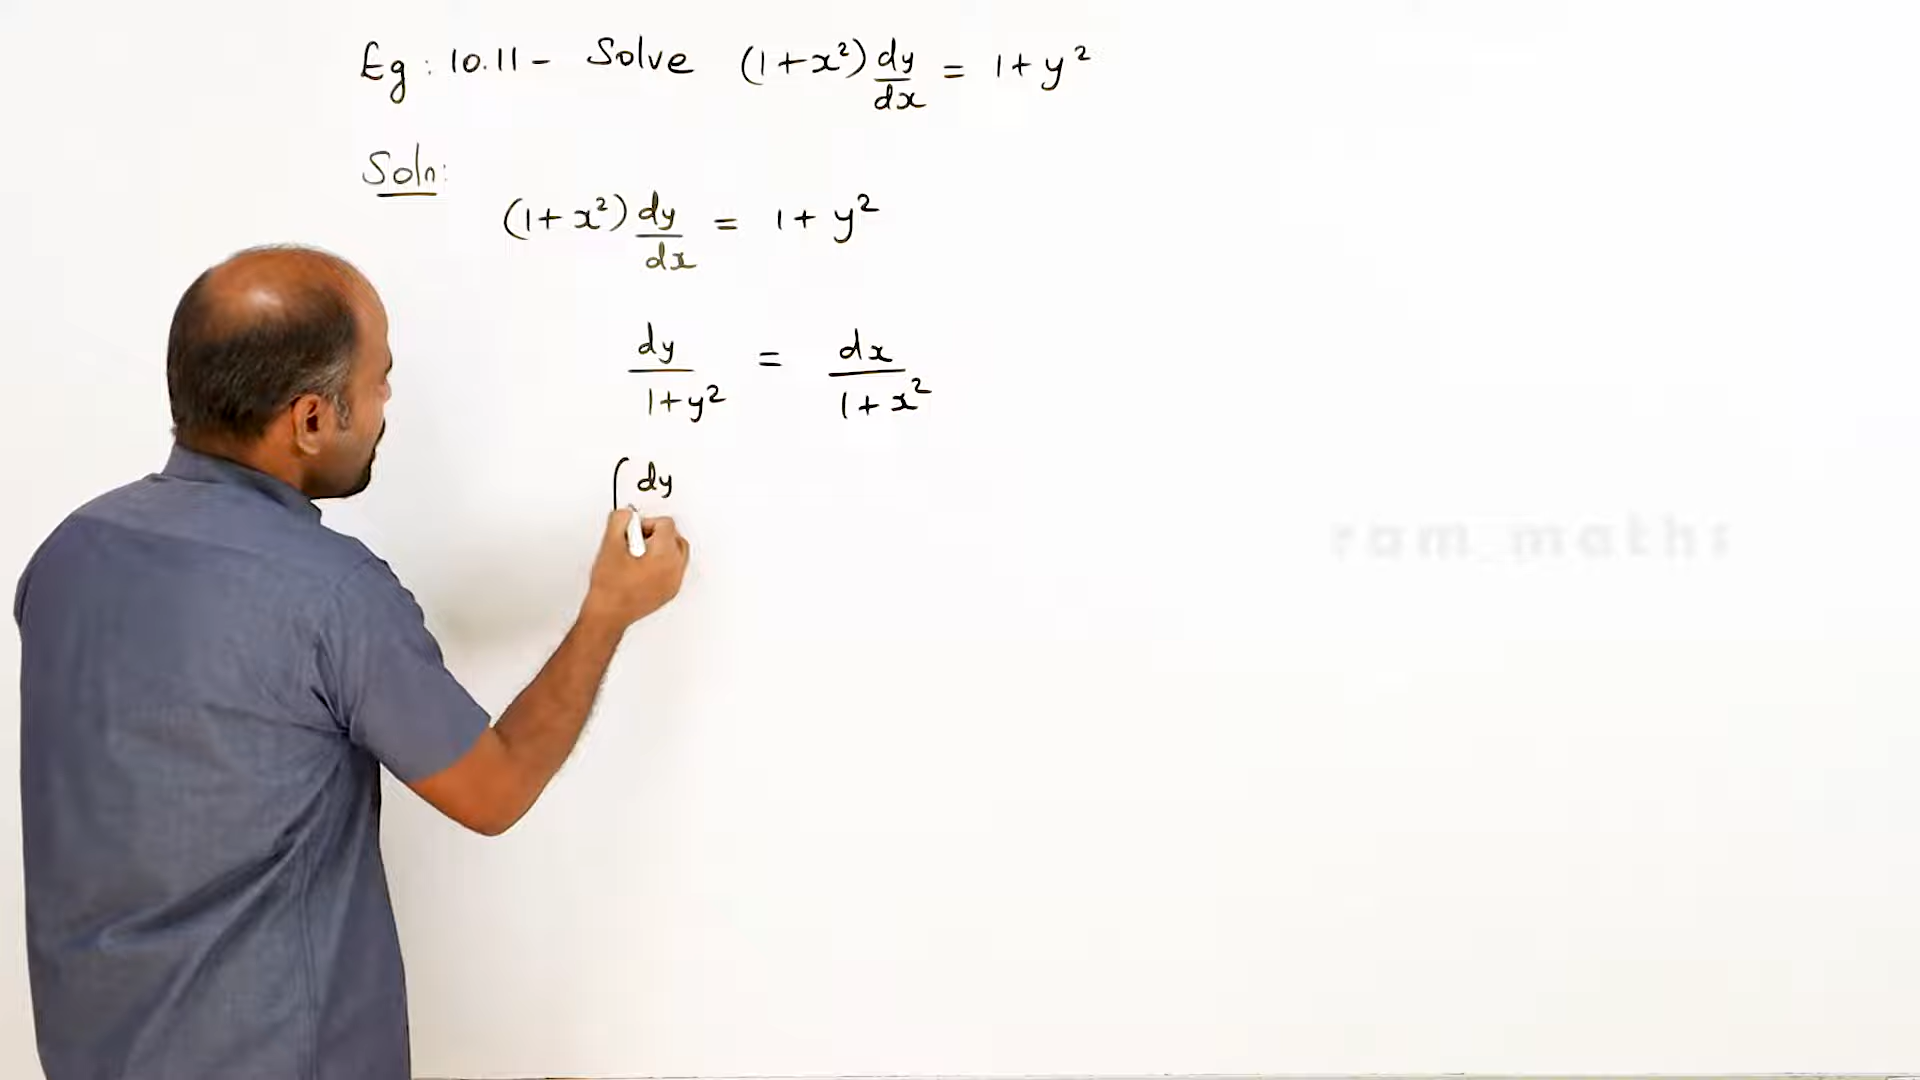 Eg: 10.11 - Solve (1+x²) dy/dx = 1+y²
Soln:
(1+x²) dy/dx = 1+y²
dy/1+y² = dx/1+x²
∫ dy
ram_maths